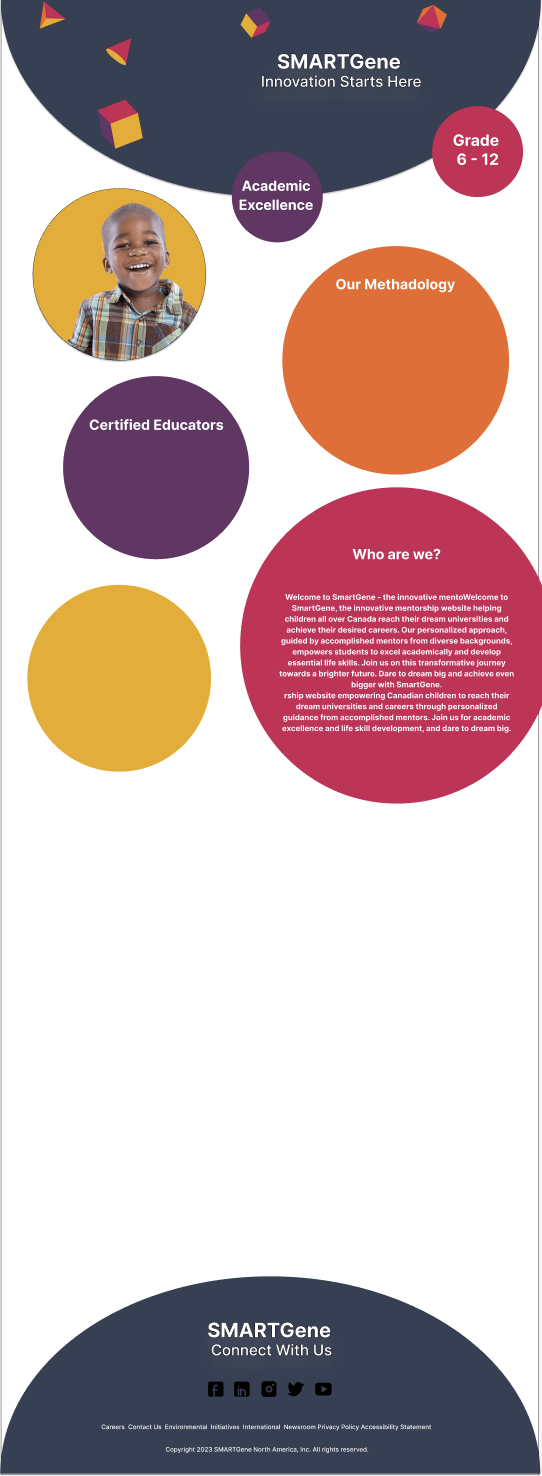 SMARTGene
Innovation Starts Here
Grade
6 - 12
Academic
Excellence
Our Methadology
Certified Educators
Who are we?
Welcome to SmartGene - the innovative mentoWelcome to
SmartGene, the innovative mentorship website helping
children all over Canada reach their dream universities and
achieve their desired careers. Our personalized approach,
guided by accomplished mentors from diverse backgrounds,
empowers students to excel academically and develop
essential life skills. Join us on this transformative journey
towards a brighter future. Dare to dream big and achieve even
bigger with SmartGene.
rship website empowering Canadian children to reach their
dream universities and careers through personalized
guidance from accomplished mentors. Join us for academic
excellence and life skill development, and dare to dream big.
SMARTGene
Connect With Us
Careers Contact Us Environmental Initiatives International Newsroom Privacy Policy Accessibility Statement
Copyright 2023 SMARTGene North America, Inc. All rights reserved.